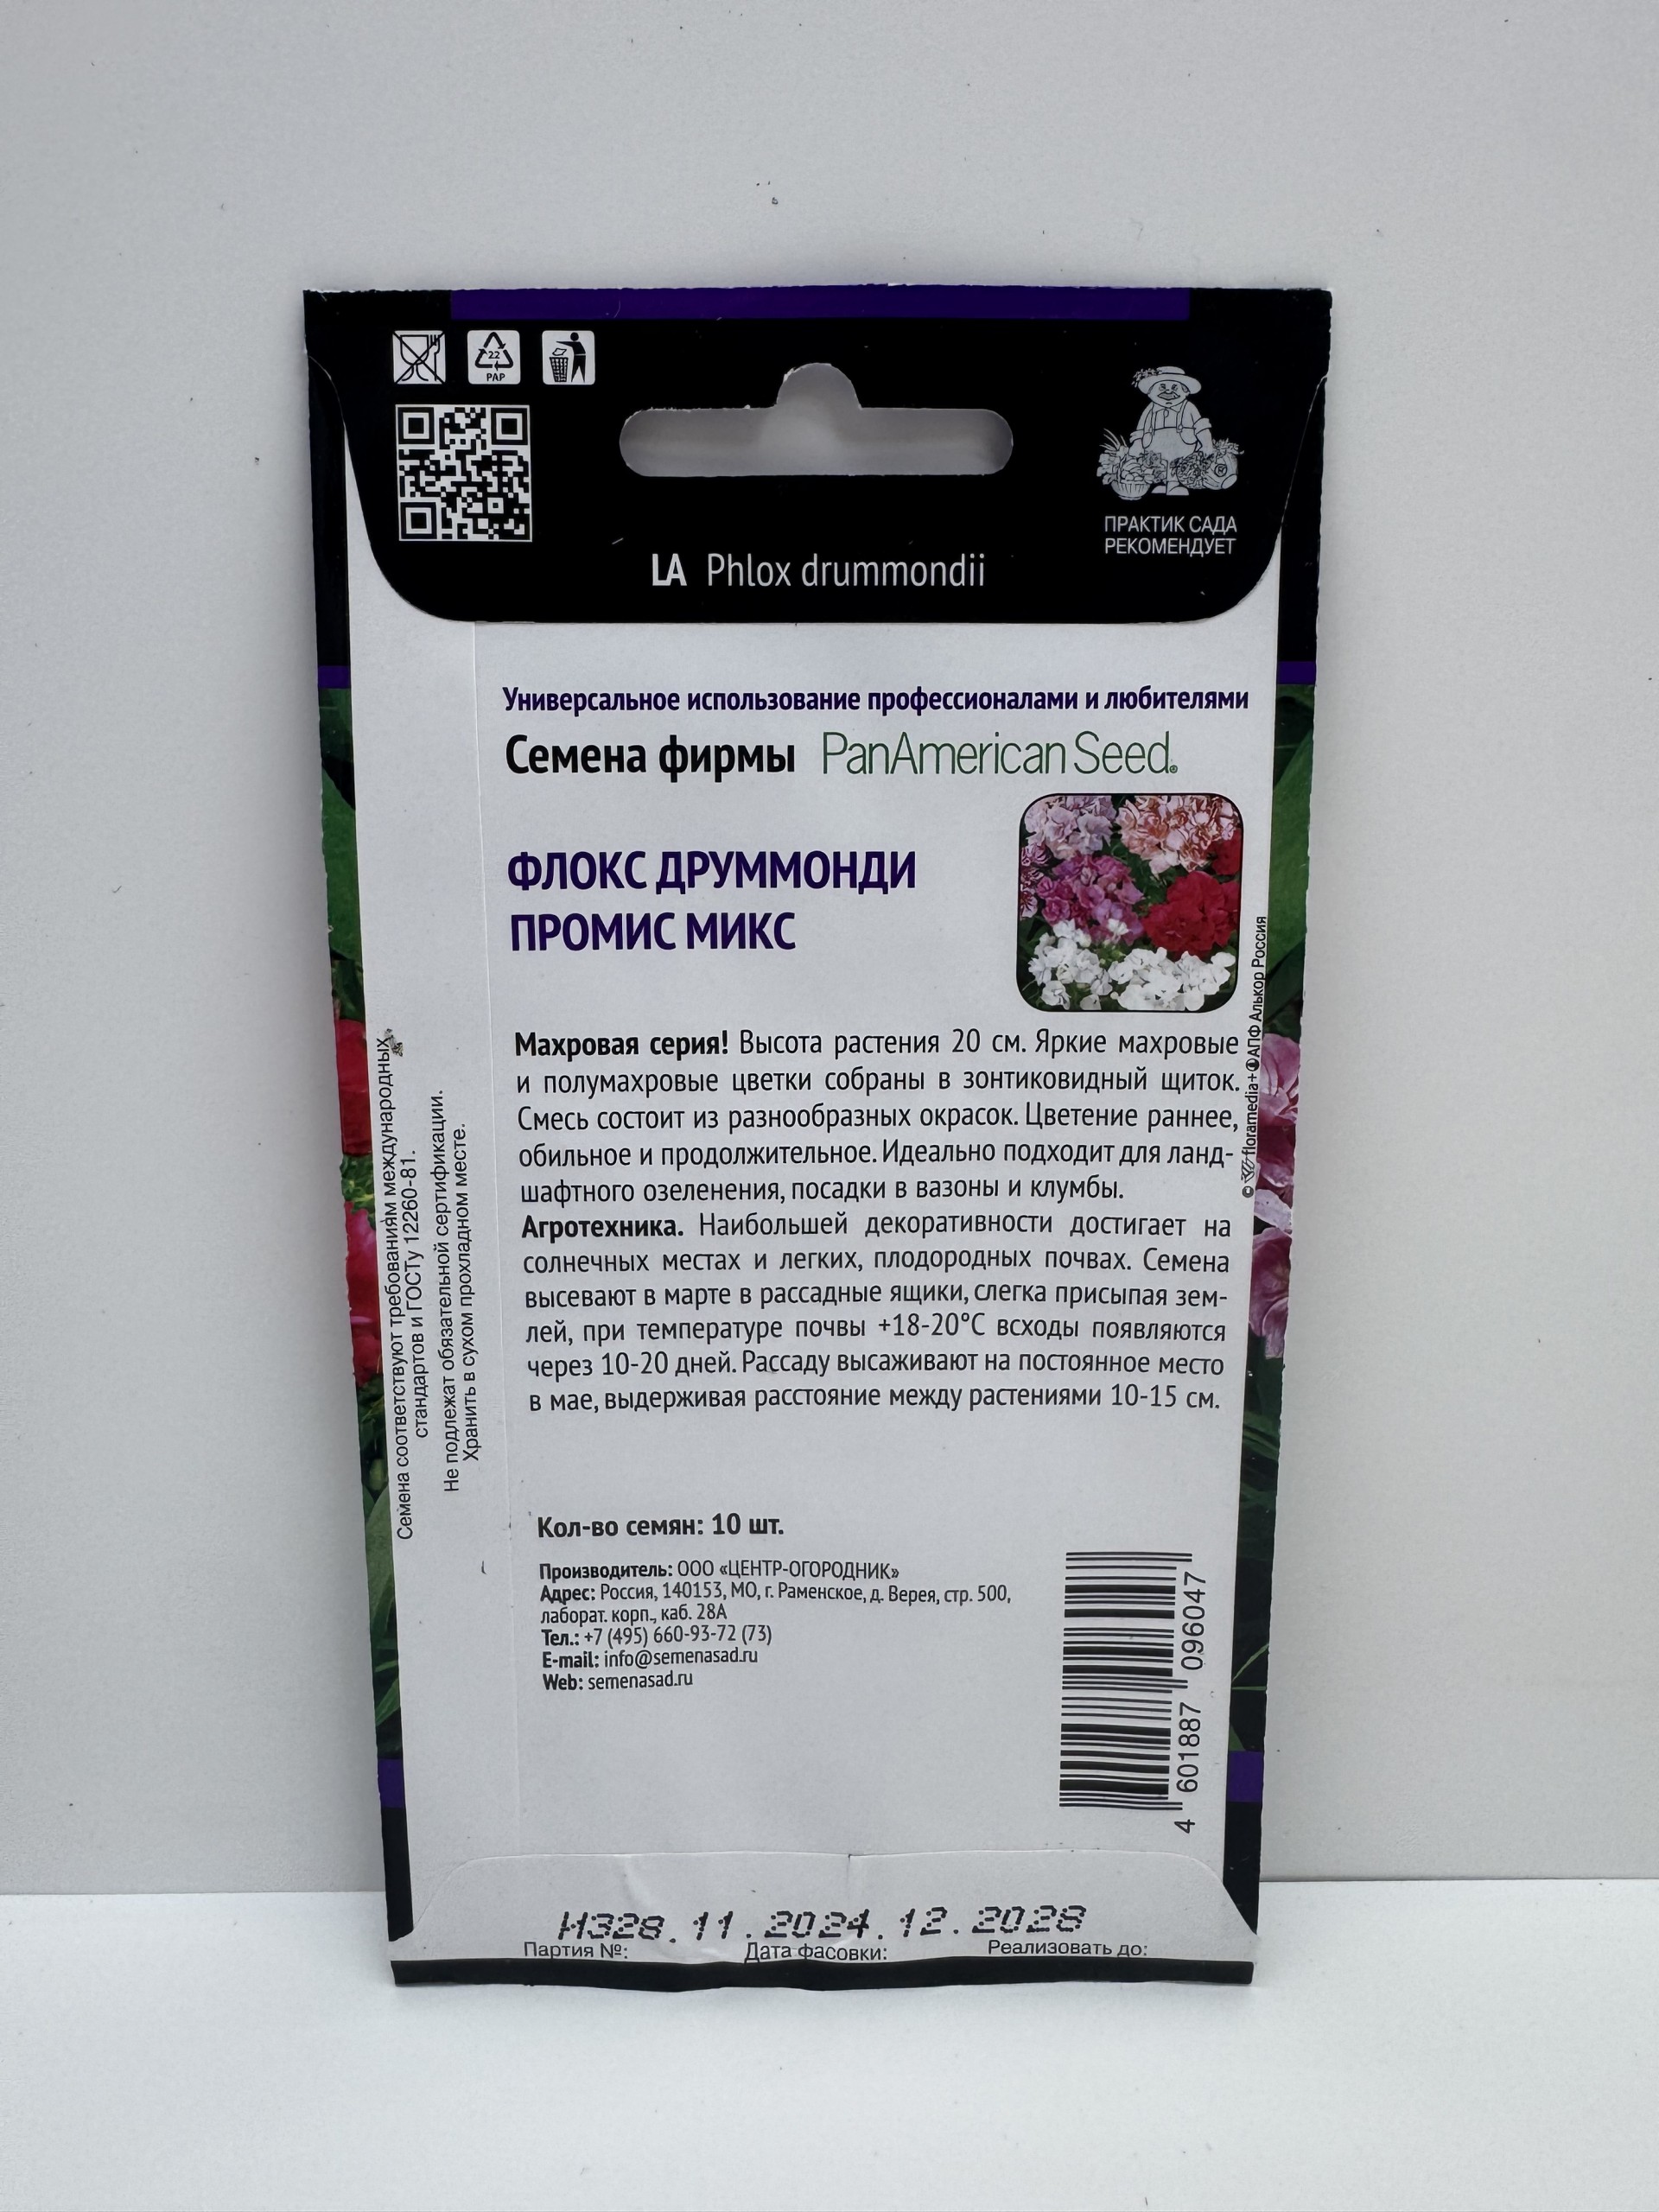 22
PAP
ПРАКТИК САДА
РЕКОМЕНДУЕТ
LA Phlox drummondii
Универсальное использование профессионалами и любителями
Семена фирмы PanAmerican Seed®
ФЛОКС ДРУММОНДИ
ПРОМИС МИКС
Махровая серия! Высота растения 20 см. Яркие махровые
и полумахровые цветки собраны в зонтиковидный щиток.
Смесь состоит из разнообразных окрасок. Цветение раннее,
обильное и продолжительное. Идеально подходит для ланд-
шафтного озеленения, посадки в вазоны и клумбы.
Агротехника. Наибольшей декоративности достигает на
солнечных местах и легких, плодородных почвах. Семена
высевают в марте в рассадные ящики, слегка присыпая зем-
лей, при температуре почвы +18-20°С всходы появляются
через 10-20 дней. Рассаду высаживают на постоянное место
в мае, выдерживая расстояние между растениями 10-15 см.
© floramedia+ АПФ Алькор Россия
Семена соответствуют требованиям международных
стандартов и ГОСТу 12260-81.
Не подлежат обязательной сертификации.
Хранить в сухом прохладном месте.
Кол-во семян: 10 шт.
Производитель: ООО «ЦЕНТР-ОГОРОДНИК»
Адрес: Россия, 140153, МО, г. Раменское, д. Верея, стр. 500,
лаборат. корп., каб. 28А
Тел.: +7 (495) 660-93-72 (73)
E-mail: info@semenasad.ru
Web: semenasad.ru
4 601887 096047
И328.11.2024.12.2028
Партия №: Дата фасовки: Реализовать до: